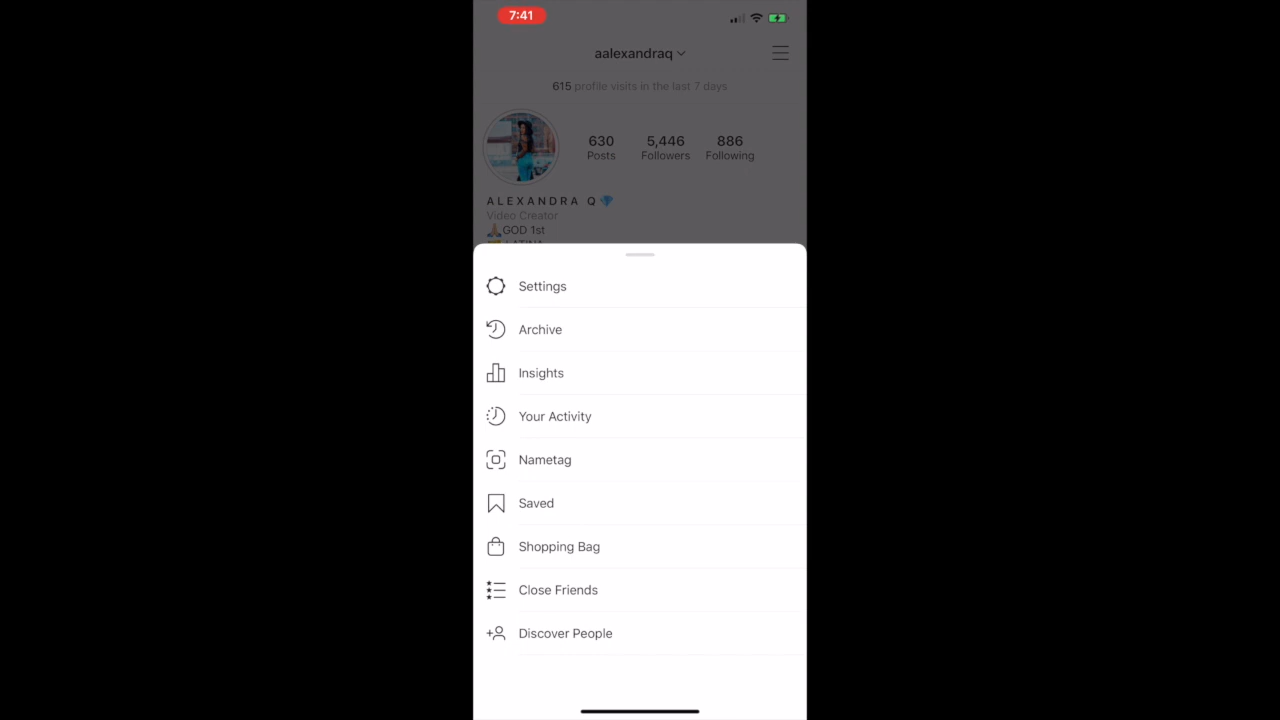 7:41
aalexandraq
615 profile visits in the last 7 days
630 5,446 886
Posts Followers Following
ALEXANDRA Q💎
Video Creator
🙏GOD 1st
LATINA
Settings
Archive
Insights
Your Activity
Nametag
Saved
Shopping Bag
Close Friends
Discover People